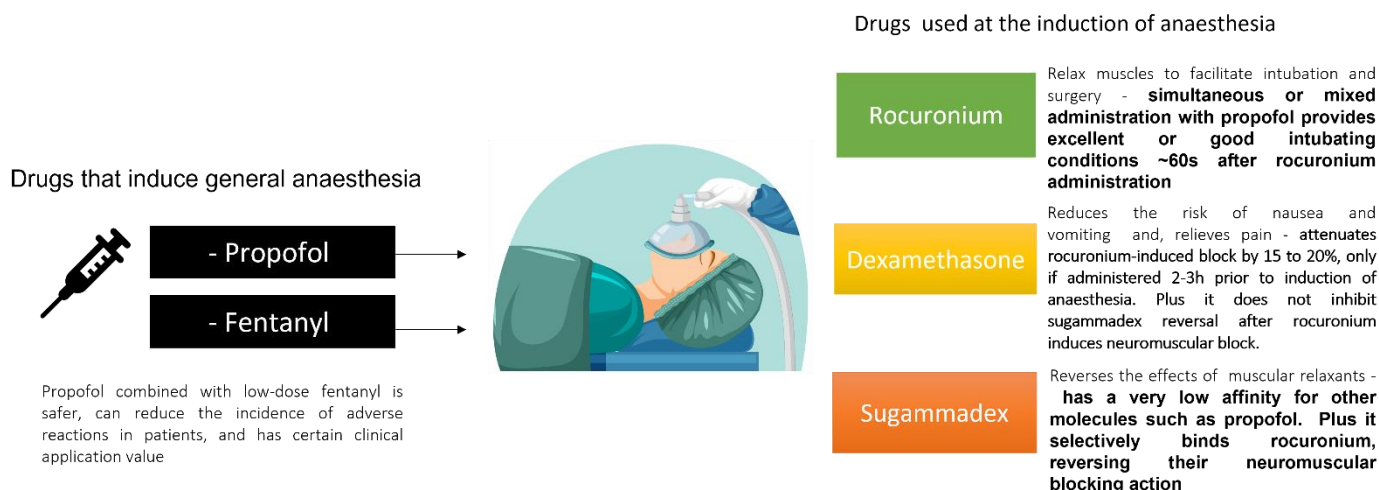 Drugs that induce general anaesthesia
- Propofol
- Fentanyl
Propofol combined with low-dose fentanyl is
safer, can reduce the incidence of adverse
reactions in patients, and has certain clinical
application value
Drugs used at the induction of anaesthesia
Rocuronium
Relax muscles to facilitate intubation and
surgery - simultaneous or mixed
administration with propofol provides
excellent or good intubating
conditions ~60s after rocuronium
administration
Dexamethasone
Reduces the risk of nausea and
vomiting and, relieves pain - attenuates
rocuronium-induced block by 15 to 20%, only
if administered 2-3h prior to induction of
anaesthesia. Plus it does not inhibit
sugammadex reversal after rocuronium
induces neuromuscular block.
Sugammadex
Reverses the effects of muscular relaxants -
has a very low affinity for other
molecules such as propofol. Plus it
selectively binds rocuronium,
reversing their neuromuscular
blocking action